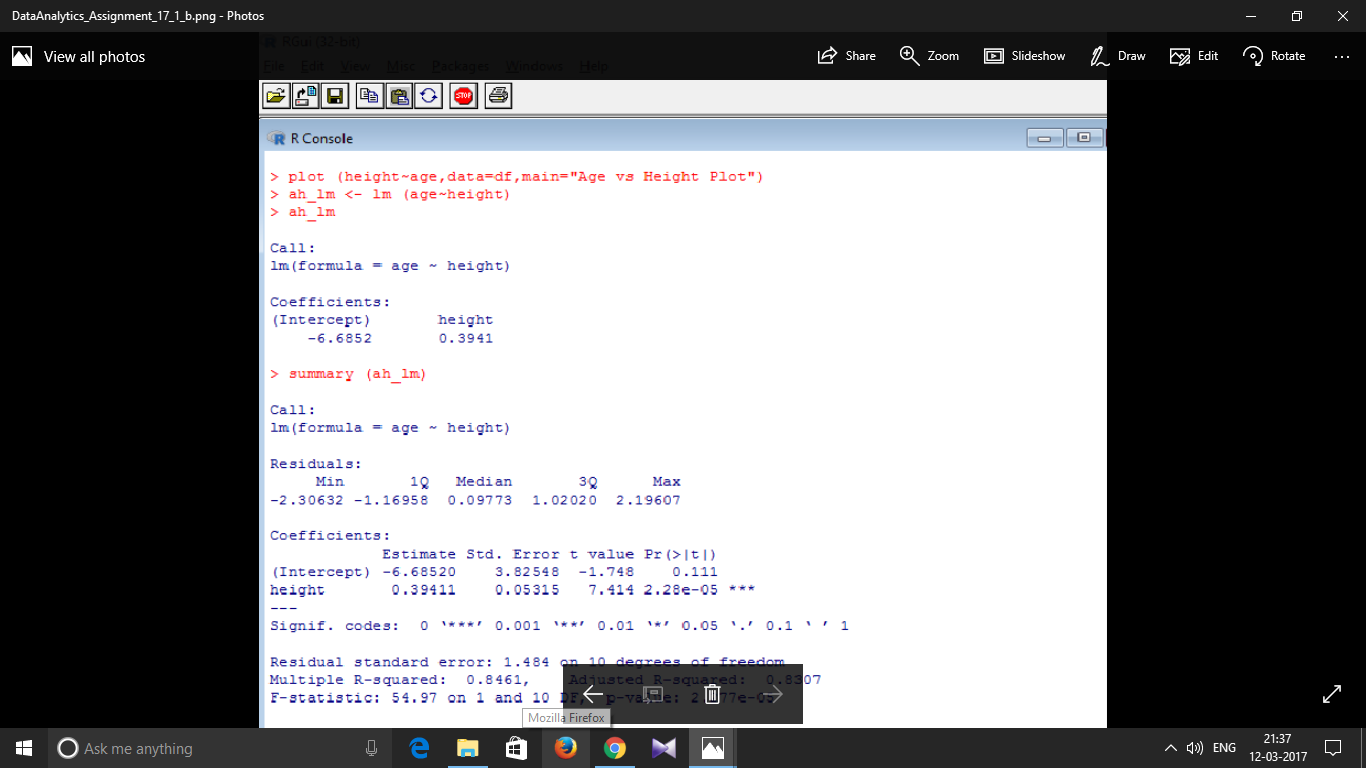 DataAnalytics_Assignment_17_1_b.png - Photos
RGui (32-bit)
View all photos
Share Zoom Slideshow Draw Edit Rotate ...
File Edit View Misc Packages Windows Help
STOP
R Console
> plot (height~age,data=df,main="Age vs Height Plot")
> ah_lm <- lm (age~height)
> ah_lm
Call:
lm(formula = age ~ height)
Coefficients:
(Intercept) height
-6.6852 0.3941
> summary (ah_lm)
Call:
lm(formula = age ~ height)
Residuals:
Min 1Q Median 3Q Max
-2.30632 -1.16958 0.09773 1.02020 2.19607
Coefficients:
Estimate Std. Error t value Pr(>|t|)
(Intercept) -6.68520 3.82548 -1.748 0.111
height 0.39411 0.05315 7.414 2.28e-05 ***
---
Signif. codes: 0 ‘***’ 0.001 ‘**’ 0.01 ‘*’ 0.05 ‘.’ 0.1 ‘ ’ 1
Residual standard error: 1.484 on 10 degrees of freedom
Multiple R-squared: 0.8461, Adjusted R-squared: 0.8307
F-statistic: 54.97 on 1 and 10 DF, p-value:
Mozilla Firefox
Ask me anything
ENG
21:37
12-03-2017